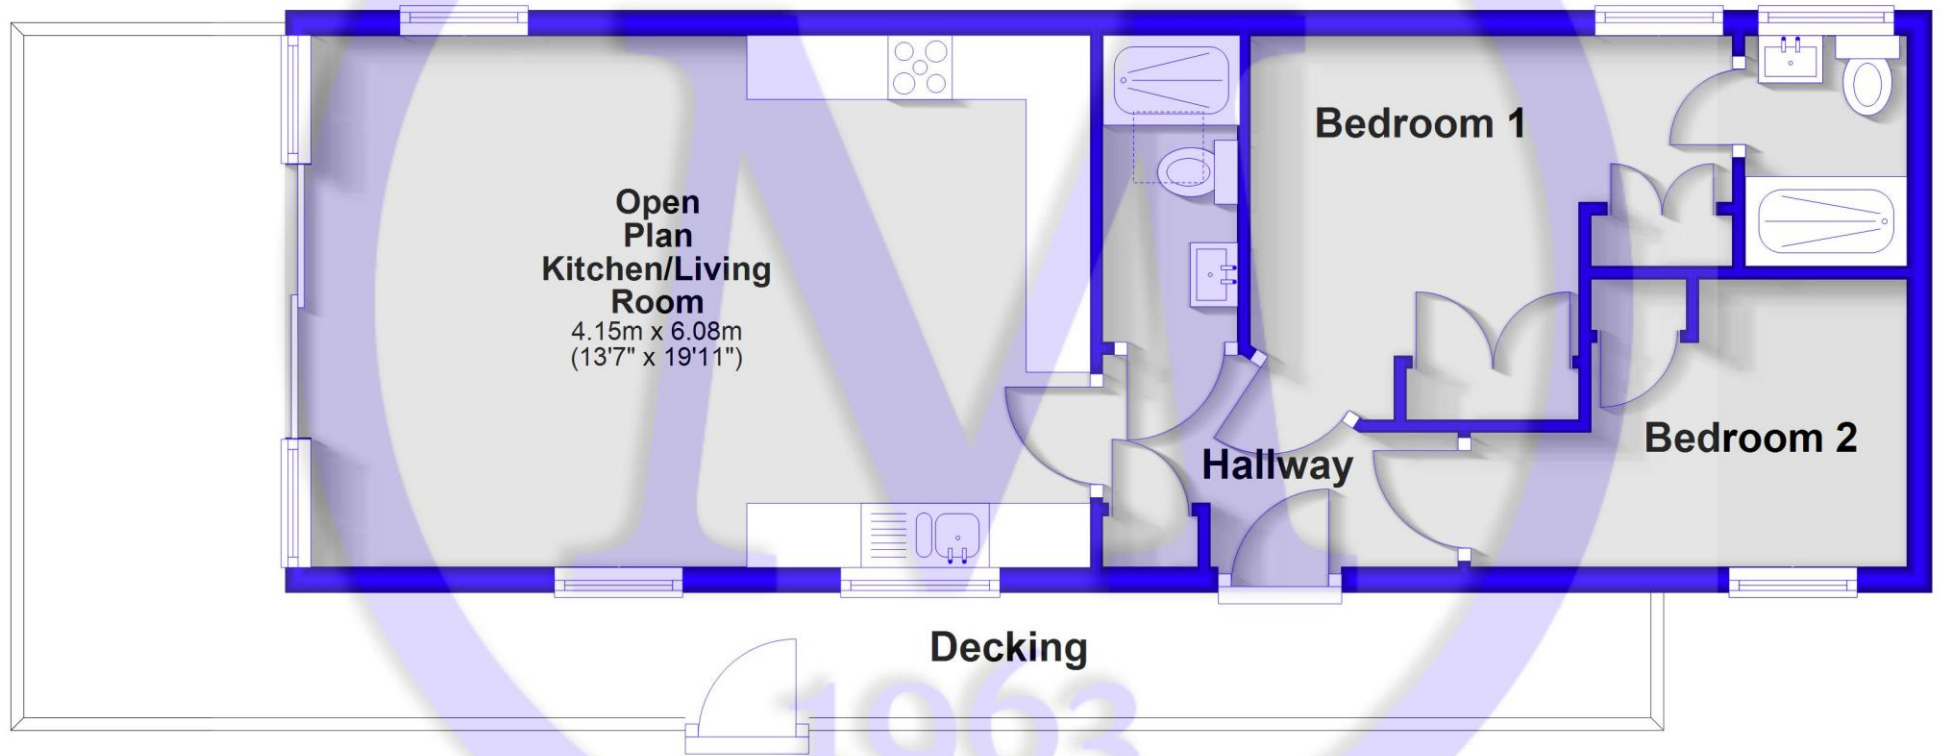 Bedroom 1
Open
Plan
Kitchen/Living
Room
4.15m x 6.08m
(13'7" x 19'11")
Bedroom 2
Hallway
Decking
M
1963